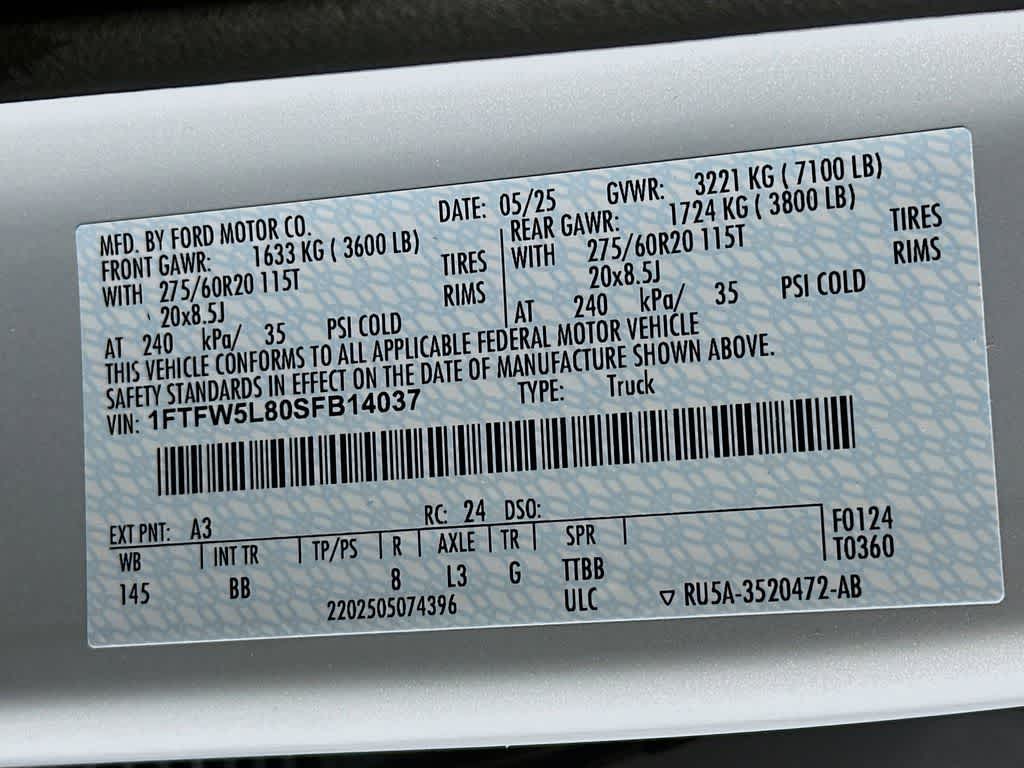 MFD. BY FORD MOTOR CO. DATE: 05/25 GVWR: 3221 KG ( 7100 LB)
FRONT GAWR: 1633 KG ( 3600 LB) REAR GAWR: 1724 KG ( 3800 LB)
WITH 275/60R20 115T TIRES WITH 275/60R20 115T TIRES
20x8.5J RIMS 20x8.5J RIMS
AT 240 kPa/ 35 PSI COLD AT 240 kPa/ 35 PSI COLD
THIS VEHICLE CONFORMS TO ALL APPLICABLE FEDERAL MOTOR VEHICLE
SAFETY STANDARDS IN EFFECT ON THE DATE OF MANUFACTURE SHOWN ABOVE.
VIN: 1FTFW5L80SFB14037 TYPE: Truck
EXT PNT: A3 RC: 24 DSO:
WB INT TR TP/PS R AXLE TR SPR F0124
145 BB 8 L3 G TTBB T0360
2202505074396 ULC ▽ RU5A-3520472-AB